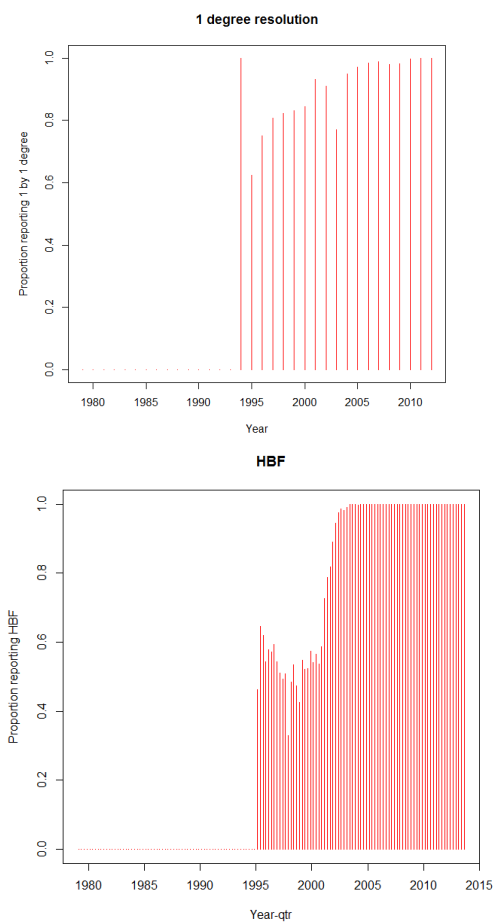 1 degree resolution
Proportion reporting 1 by 1 degree
1.0
0.8
0.6
0.4
0.2
0.0
1980 1985 1990 1995 2000 2005 2010
Year
HBF
Proportion reporting HBF
1.0
0.8
0.6
0.4
0.2
0.0
1980 1985 1990 1995 2000 2005 2010 2015
Year-qtr